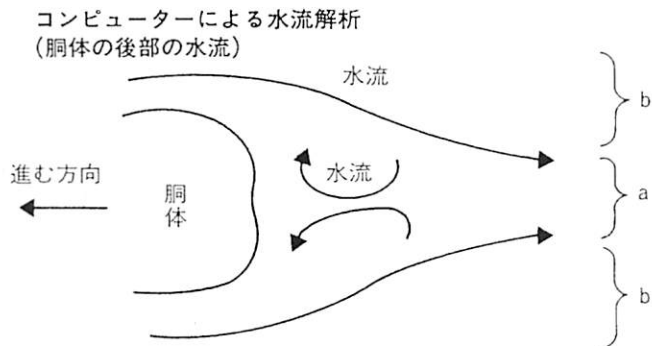 コンピューターによる水流解析
(胴体の後部の水流)
水流
b
進む方向
胴体
水流
a
b